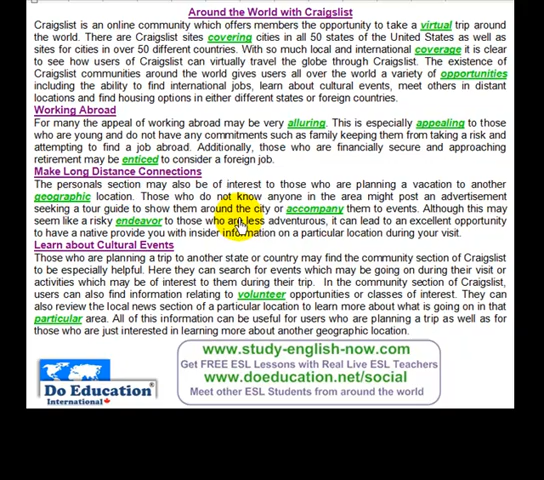 Around the World with Craigslist
Craigslist is an online community which offers members the opportunity to take a virtual trip around
the world. There are Craigslist sites covering cities in all 50 states of the United States as well as
sites for cities in over 50 different countries. With so much local and international coverage it is clear
to see how users of Craigslist can virtually travel the globe through Craigslist. The existence of
Craigslist communities around the world gives users all over the world a variety of opportunities
including the ability to find international jobs, learn about cultural events, meet others in distant
locations and find housing options in either different states or foreign countries.
Working Abroad
For many the appeal of working abroad may be very alluring. This is especially appealing to those
who are young and do not have any commitments such as family keeping them from taking a risk and
attempting to find a job abroad. Additionally, those who are financially secure and approaching
retirement may be enticed to consider a foreign job.
Make Long Distance Connections
The personals section may also be of interest to those who are planning a vacation to another
geographic location. Those who do not know anyone in the area might post an advertisement
seeking a tour guide to show them around the city or accompany them to events. Although this may
seem like a risky endeavor to those who are less adventurous, it can lead to an excellent opportunity
to have a native provide you with insider information on a particular location during your visit.
Learn about Cultural Events
Those who are planning a trip to another state or country may find the community section of Craigslist
to be especially helpful. Here they can search for events which may be going on during their visit or
activities which may be of interest to them during their trip. In the community section of Craigslist,
users can also find information relating to volunteer opportunities or classes of interest. They can
also review the local news section of a particular location to learn more about what is going on in that
particular area. All of this information can be useful for users who are planning a trip as well as for
those who are just interested in learning more about another geographic location.
www.study-english-now.com
Get FREE ESL Lessons with Real Live ESL Teachers
www.doeducation.net/social
Meet other ESL Students from around the world
Do Education
International